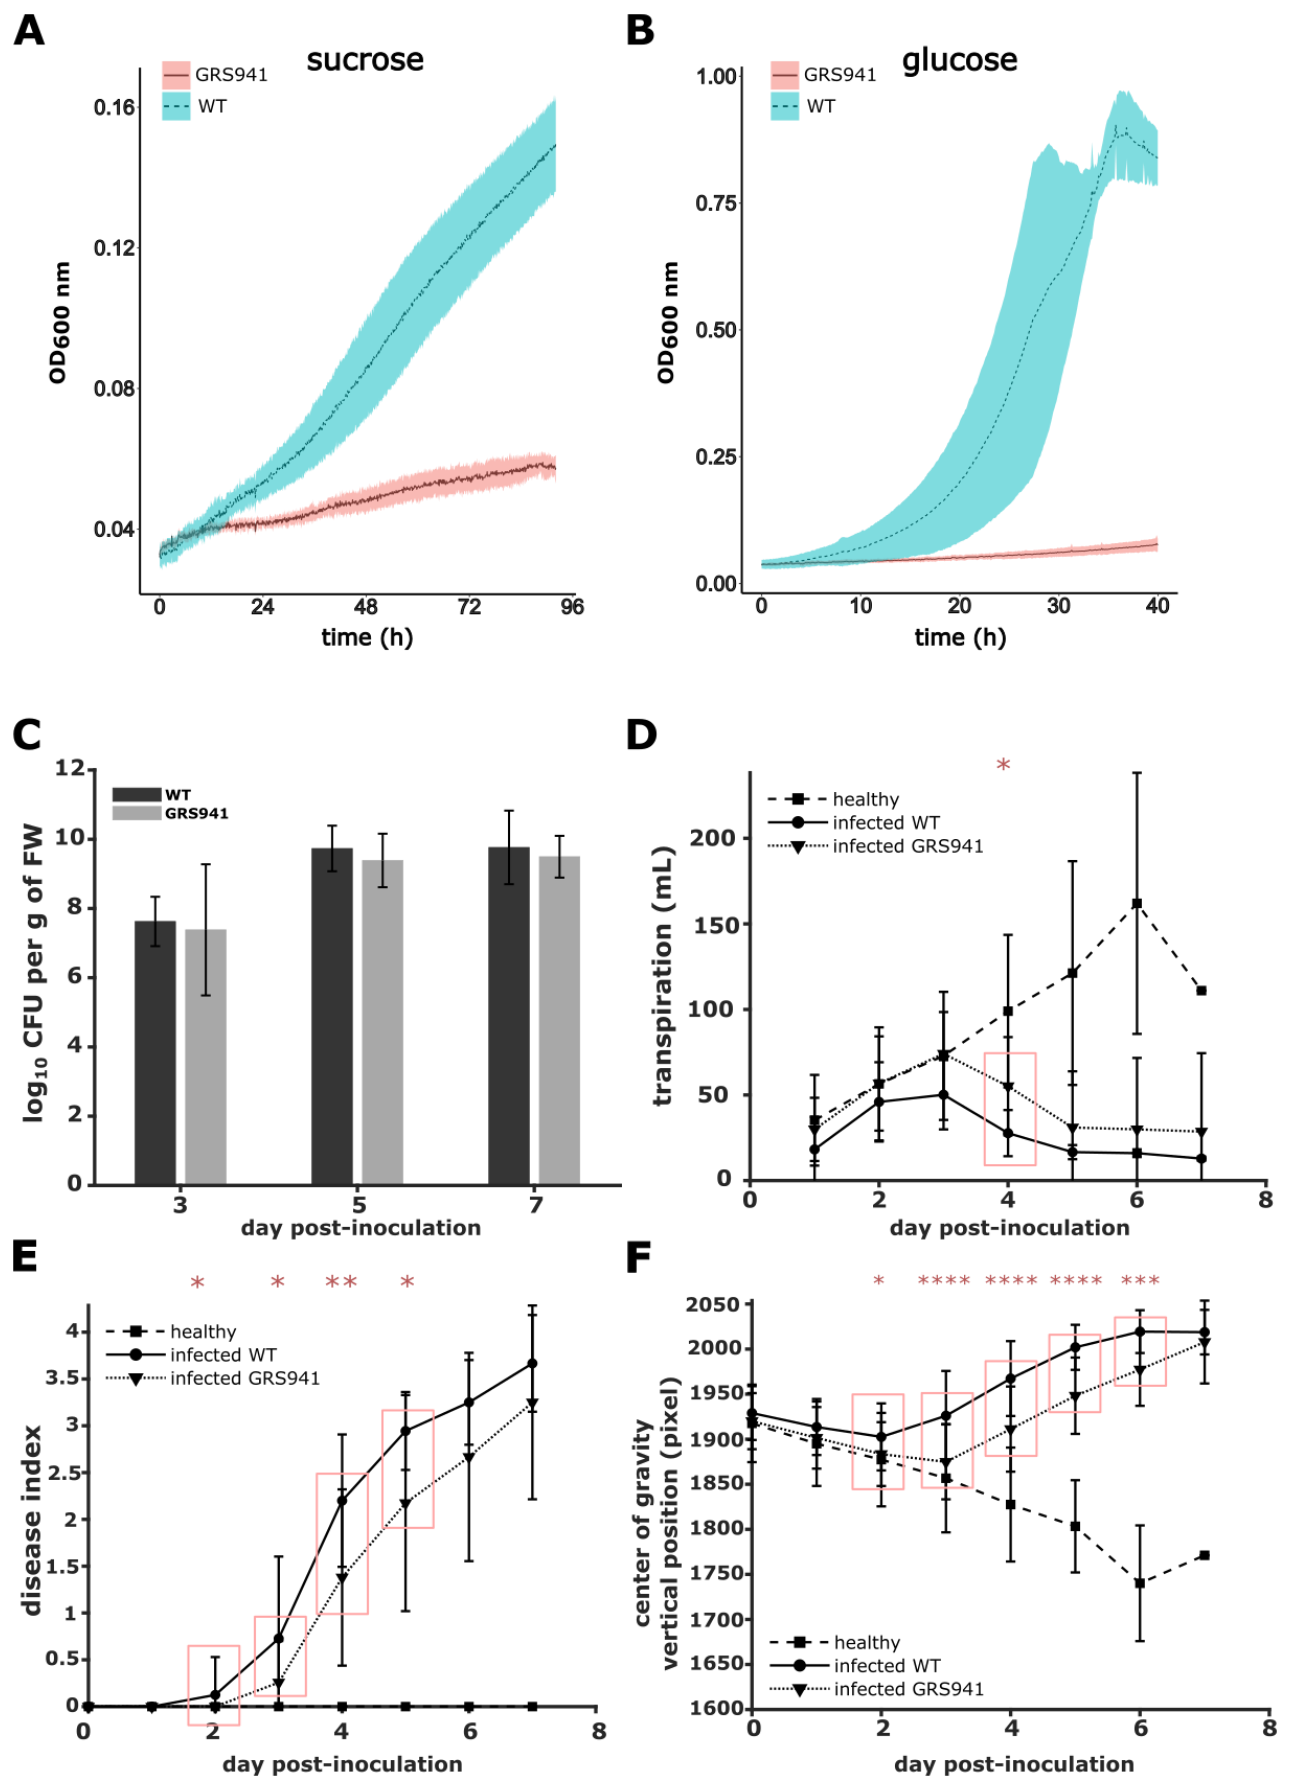 A
sucrose
GRS941
WT
0.16
0.12
0.08
0.04
OD600 nm
0 24 48 72 96
time (h)
B
glucose
GRS941
WT
1.00
0.75
0.50
0.25
0.00
OD600 nm
0 10 20 30 40
time (h)
C
WT
GRS941
12
10
8
6
4
2
0
log10 CFU per g of FW
3 5 7
day post-inoculation
D
*
healthy
infected WT
infected GRS941
200
150
100
50
0
transpiration (mL)
0 2 4 6 8
day post-inoculation
E
* * ** *
healthy
infected WT
infected GRS941
4
3.5
3
2.5
2
1.5
1
0.5
0
disease index
0 2 4 6 8
day post-inoculation
F
* **** **** **** ***
2050
2000
1950
1900
1850
1800
1750
1700
1650
1600
center of gravity
vertical position (pixel)
healthy
infected WT
infected GRS941
0 2 4 6 8
day post-inoculation